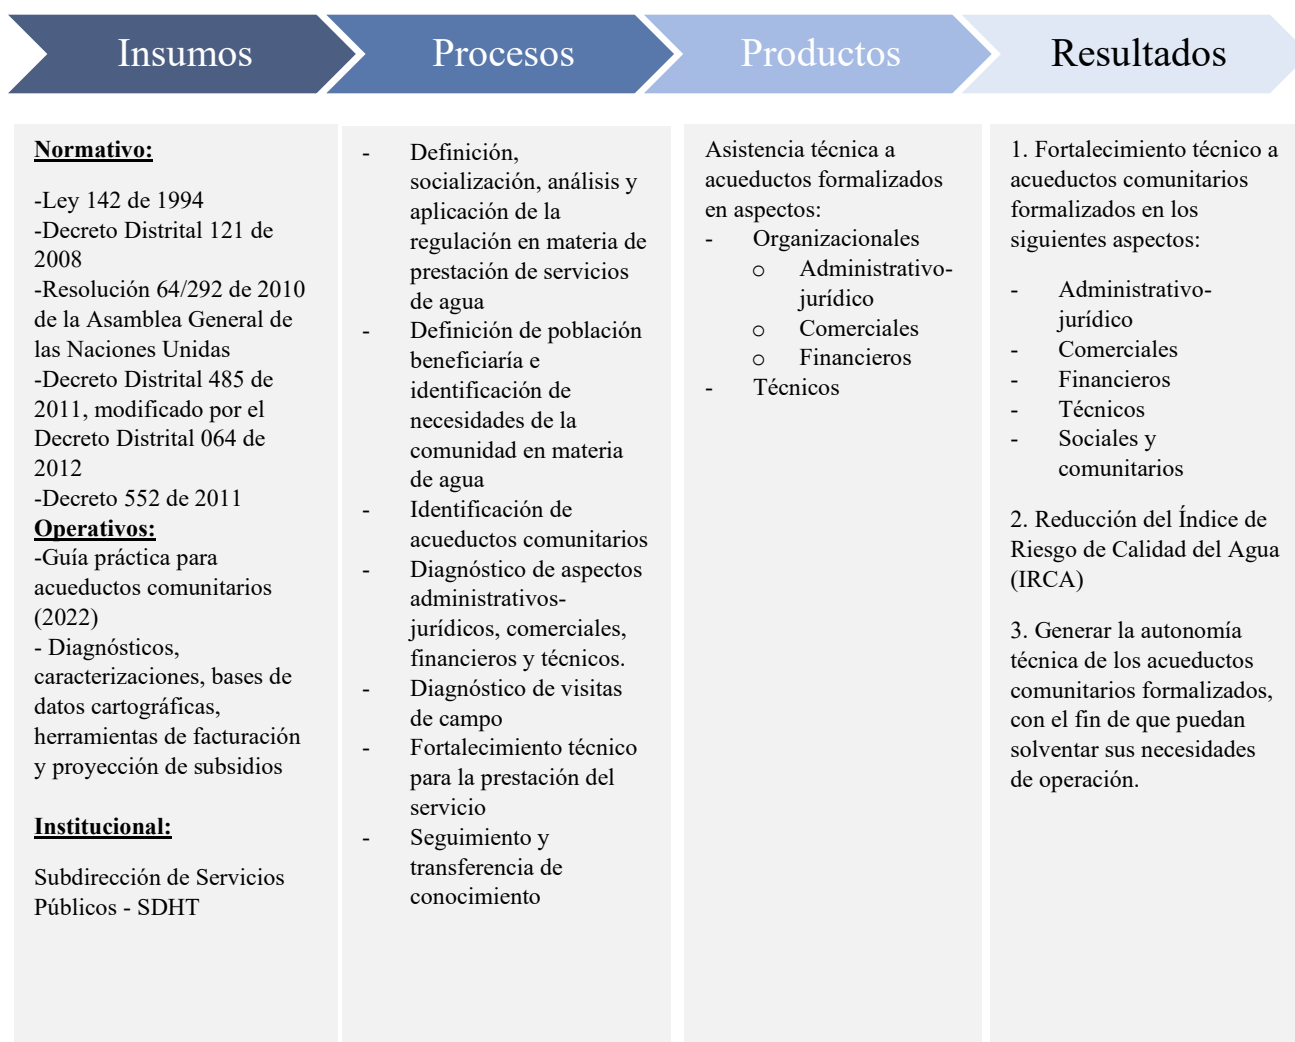 Insumos
Procesos
Productos
Resultados
Normativo:
-Ley 142 de 1994
-Decreto Distrital 121 de
2008
-Resolución 64/292 de 2010
de la Asamblea General de
las Naciones Unidas
-Decreto Distrital 485 de
2011, modificado por el
Decreto Distrital 064 de
2012
-Decreto 552 de 2011
Operativos:
-Guía práctica para
acueductos comunitarios
(2022)
- Diagnósticos,
caracterizaciones, bases de
datos cartográficas,
herramientas de facturación
y proyección de subsidios
Institucional:
Subdirección de Servicios
Públicos - SDHT
- Definición,
socialización, análisis y
aplicación de la
regulación en materia de
prestación de servicios
de agua
- Definición de población
beneficiaría e
identificación de
necesidades de la
comunidad en materia
de agua
- Identificación de
acueductos comunitarios
- Diagnóstico de aspectos
administrativos-
jurídicos, comerciales,
financieros y técnicos.
- Diagnóstico de visitas
de campo
- Fortalecimiento técnico
para la prestación del
servicio
- Seguimiento y
transferencia de
conocimiento
Asistencia técnica a
acueductos formalizados
en aspectos:
- Organizacionales
o Administrativo-
jurídico
o Comerciales
o Financieros
- Técnicos
1. Fortalecimiento técnico a
acueductos comunitarios
formalizados en los
siguientes aspectos:
- Administrativo-
jurídico
- Comerciales
- Financieros
- Técnicos
- Sociales y
comunitarios
2. Reducción del Índice de
Riesgo de Calidad del Agua
(IRCA)
3. Generar la autonomía
técnica de los acueductos
comunitarios formalizados,
con el fin de que puedan
solventar sus necesidades
de operación.